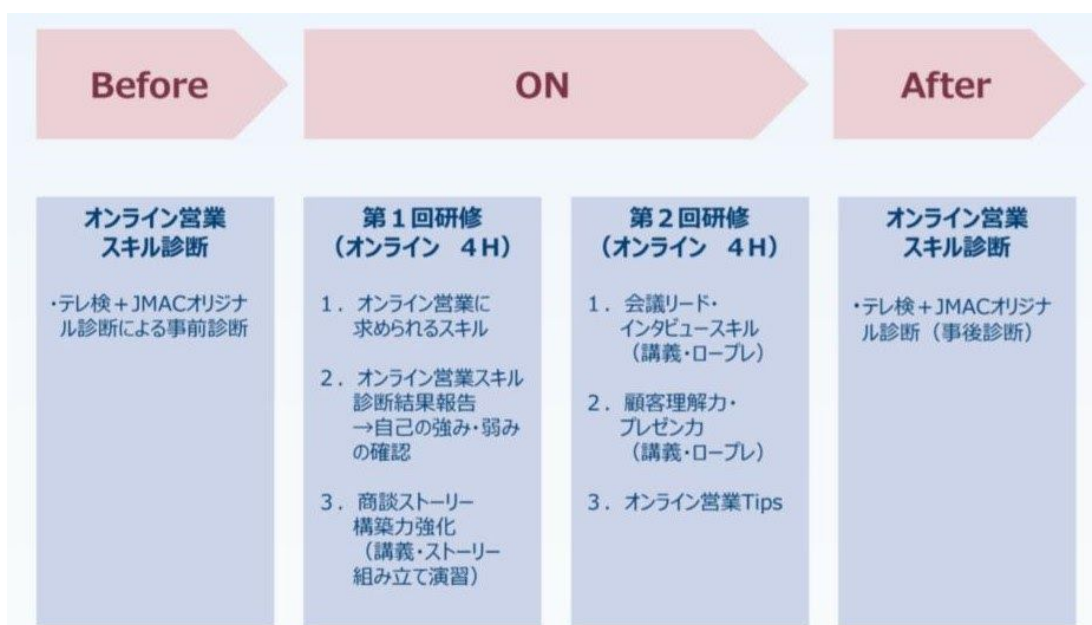 Before
ON
After
オンライン営業
スキル診断
・テレ検+JMACオリジナ
ル診断による事前診断
第1回研修
(オンライン 4H)
1.オンライン営業に
求められるスキル
2.オンライン営業スキル
診断結果報告
→自己の強み・弱み
の確認
3.商談ストーリー
構築力強化
(講義・ストーリー
組み立て演習)
第2回研修
(オンライン 4H)
1.会議リード・
インタビュースキル
(講義・ロープレ)
2.顧客理解力・
プレゼン力
(講義・ロープレ)
3.オンライン営業Tips
オンライン営業
スキル診断
・テレ検+JMACオリジナ
ル診断(事後診断)